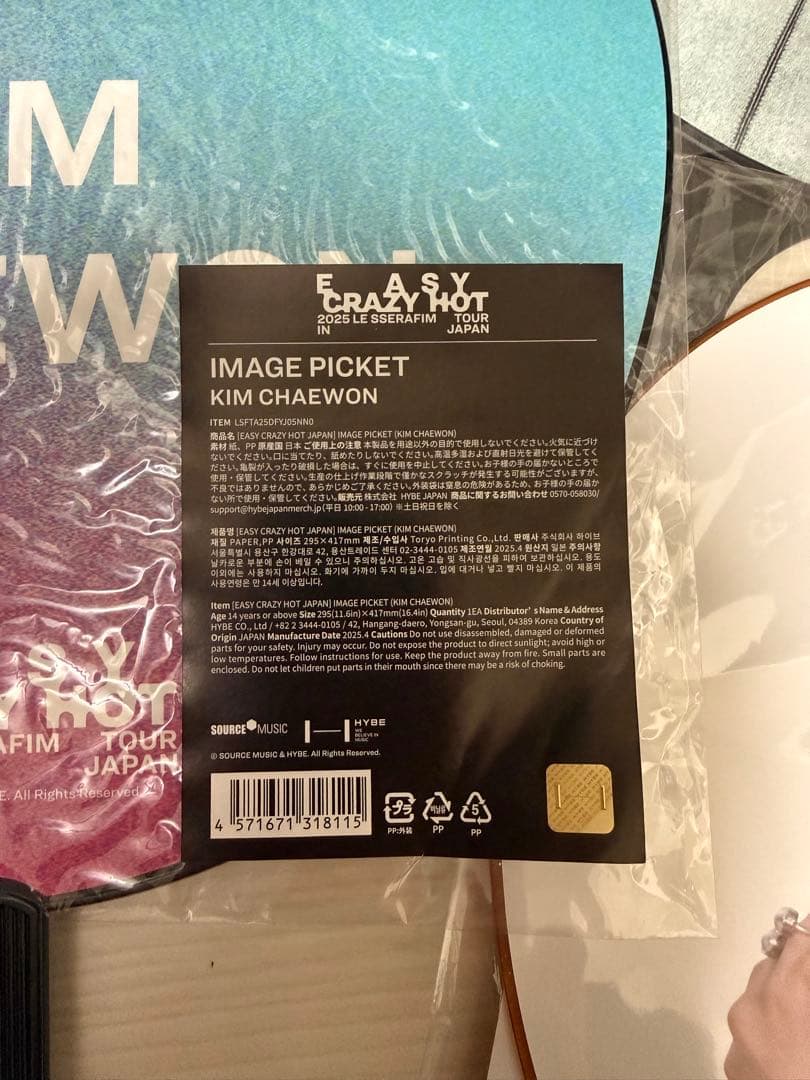 M
EWON
E ASY
CRAZY HOT
2025 LE SSERAFIM TOUR
IN JAPAN
IMAGE PICKET
KIM CHAEWON
ITEM LSFTA25DFYJ05NN0
商品名 [EASY CRAZY HOT JAPAN] IMAGE PICKET (KIM CHAEWON)
素材 紙、PP 原産国 日本 ご使用上の注意 本製品を用途以外の目的で使用しないでください。火気に近づけ
ないでください。口に当てたり、舐めたりしないでください。高温多湿および直射日光を避けて保管してく
ださい。亀裂が入ったり破損した場合は、すぐに使用を中止してください。お子様の手の届かないところで
使用・保管してください。生産の仕上げ作業段階で僅かなスクラッチが発生する可能性がございますが、
不良ではありませんので、あらかじめご了承ください。外装袋は窒息の危険があるため、お子様の手の届か
ない所で使用・保管してください。販売元 株式会社 HYBE JAPAN 商品に関するお問い合わせ 0570-058030/
support@hybejapanmerch.jp (平日 10:00 - 17:00) ※土日祝日を除く
제품명 [EASY CRAZY HOT JAPAN] IMAGE PICKET (KIM CHAEWON)
재질 PAPER,PP 사이즈 295×417mm 제조/수입사 Toryo Printing Co.,Ltd. 판매사 주식회사 하이브
서울특별시 용산구 한강대로 42, 용산트레이드 센터 02-3444-0105 제조연월 2025.4 원산지 일본 주의사항
날카로운 부분에 손이 베일 수 있으니 주의하십시오. 고온 고습 및 직사광선을 피하여 보관하십시오. 용도
이외에는 사용하지 마십시오. 화기에 가까이 두지 마십시오. 입에 대거나 넣고 빨지 마십시오. 이 제품의
사용연령은 만 14세 이상입니다.
Item [EASY CRAZY HOT JAPAN] IMAGE PICKET (KIM CHAEWON)
Age 14 years or above Size 295(11.6in)×417mm(16.4in) Quantity 1EA Distributor's Name & Address
HYBE CO., Ltd / +82 2 3444-0105 / 42, Hangang-daero, Yongsan-gu, Seoul, 04389 Korea Country of
Origin JAPAN Manufacture Date 2025.4 Cautions Do not use disassembled, damaged or deformed
parts for your safety. Injury may occur. Do not expose the product to direct sunlight; avoid high or
low temperatures. Follow instructions for use. Keep the product away from fire. Small parts are
enclosed. Do not let children put parts in their mouth since there may be a risk of choking.
SOURCE MUSIC HYBE
WE
BELIEVE IN
MUSIC
© SOURCE MUSIC & HYBE. All Rights Reserved.
4 571671 318115
プラ
PP:外装
비닐류
PP
5
PP
ASY
Y HOT
AFIM TOUR
JAPAN
E. All Rights Reserved.